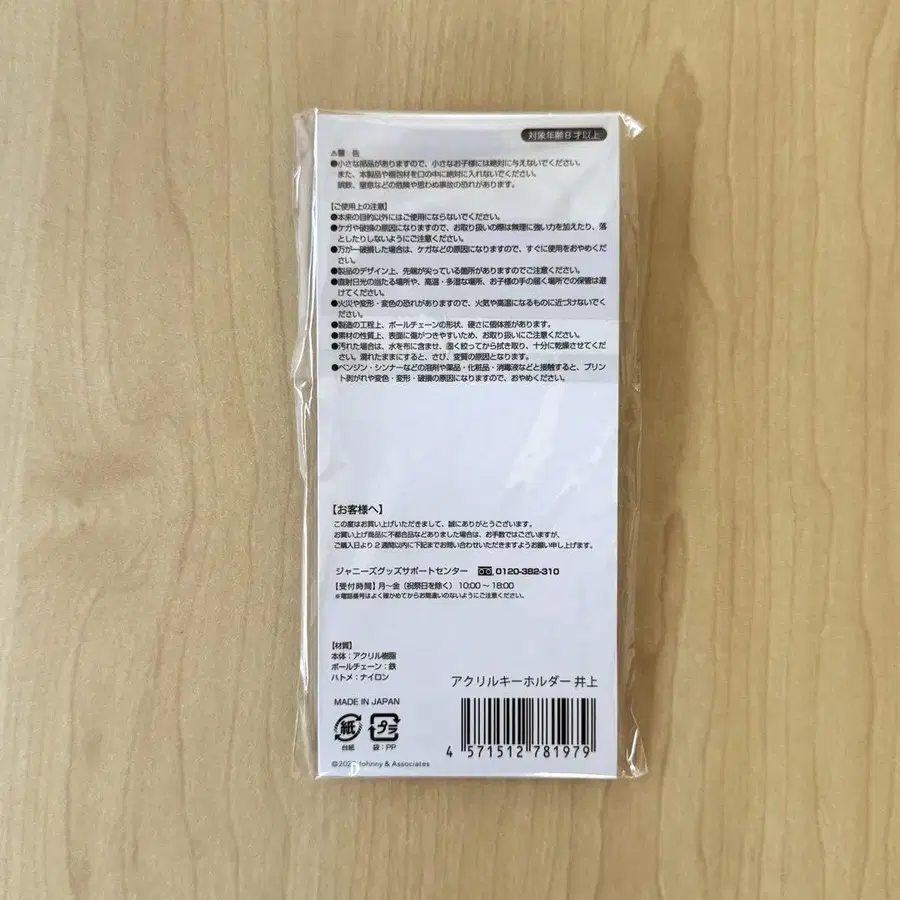 対象年齢8才以上
⚠警 告
●小さな部品がありますので、小さなお子様には絶対に与えないでください。
また、本製品や梱包材を口の中に絶対に入れないでください。
誤飲、窒息などの危険や思わぬ事故の恐れがあります。
【ご使用上の注意】
●本来の目的以外にはご使用にならないでください。
●ケガや破損の原因になりますので、お取り扱いの際は無理に強い力を加えたり、落
としたりしないようにご注意ください。
●万が一破損した場合は、ケガなどの原因になりますので、すぐに使用をおやめくだ
さい。
●製品のデザイン上、先端が尖っている箇所がありますのでご注意ください。
●直射日光の当たる場所や、高温・多湿な場所、お子様の手の届く場所での保管は避
けてください。
●火災や変形・変色の恐れがありますので、火気や高温になるものに近づけないでく
ださい。
●製造の工程上、ボールチェーンの形状、硬さに個体差があります。
●素材の性質上、表面に傷がつきやすいため、お取り扱いにご注意ください。
●汚れた場合は、水を布に含ませ、固く絞ってから拭き取り、十分に乾燥させてくだ
さい。濡れたままにすると、さび、変質の原因となります。
●ベンジン・シンナーなどの溶剤や薬品・化粧品・消毒液などと接触すると、プリン
ト剥がれや変色・変形・破損の原因になりますので、おやめください。
【お客様へ】
この度はお買い上げいただきまして、誠にありがとうございます。
お買い上げ商品に不都合品などありました場合は、お手数ではございますが、
ご購入日より2週間以内に下記までお問い合わせいただきますようお願い申し上げます。
ジャニーズグッズサポートセンター 0120-382-310
【受付時間】月〜金（祝祭日を除く）10:00〜18:00
※電話番号はよく確かめてからお間違いのないようにご注意ください。
【材質】
本体：アクリル樹脂
ボールチェーン：鉄
ハトメ：ナイロン
アクリルキーホルダー 井上
MADE IN JAPAN
紙 プラ
台紙 袋：PP
4 571512 781979
Johnny & Associates